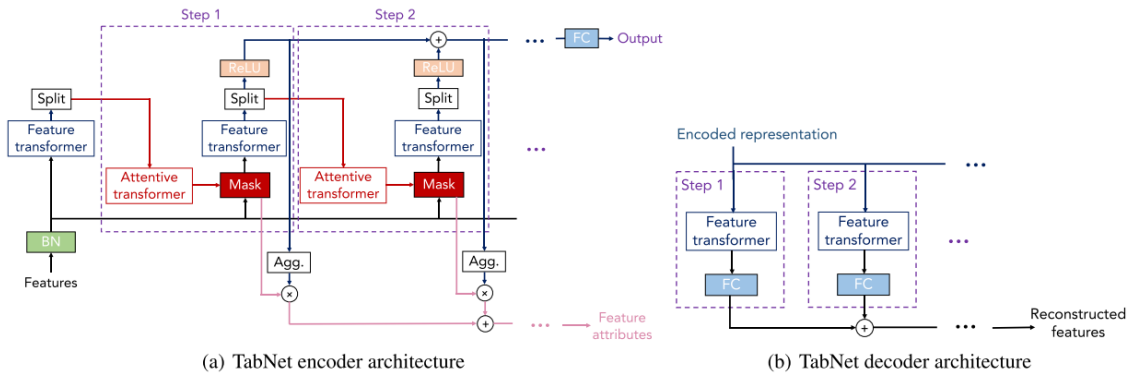 Step 1
Step 2
+
...
FC
Output
ReLU
ReLU
Split
Split
Split
Feature
transformer
Feature
transformer
Feature
transformer
...
Attentive
transformer
Mask
Attentive
transformer
Mask
BN
Features
Agg.
Agg.
×
×
+
...
Feature
attributes
(a) TabNet encoder architecture
Encoded representation
...
Step 1
Step 2
Feature
transformer
Feature
transformer
...
FC
FC
+
...
Reconstructed
features
(b) TabNet decoder architecture